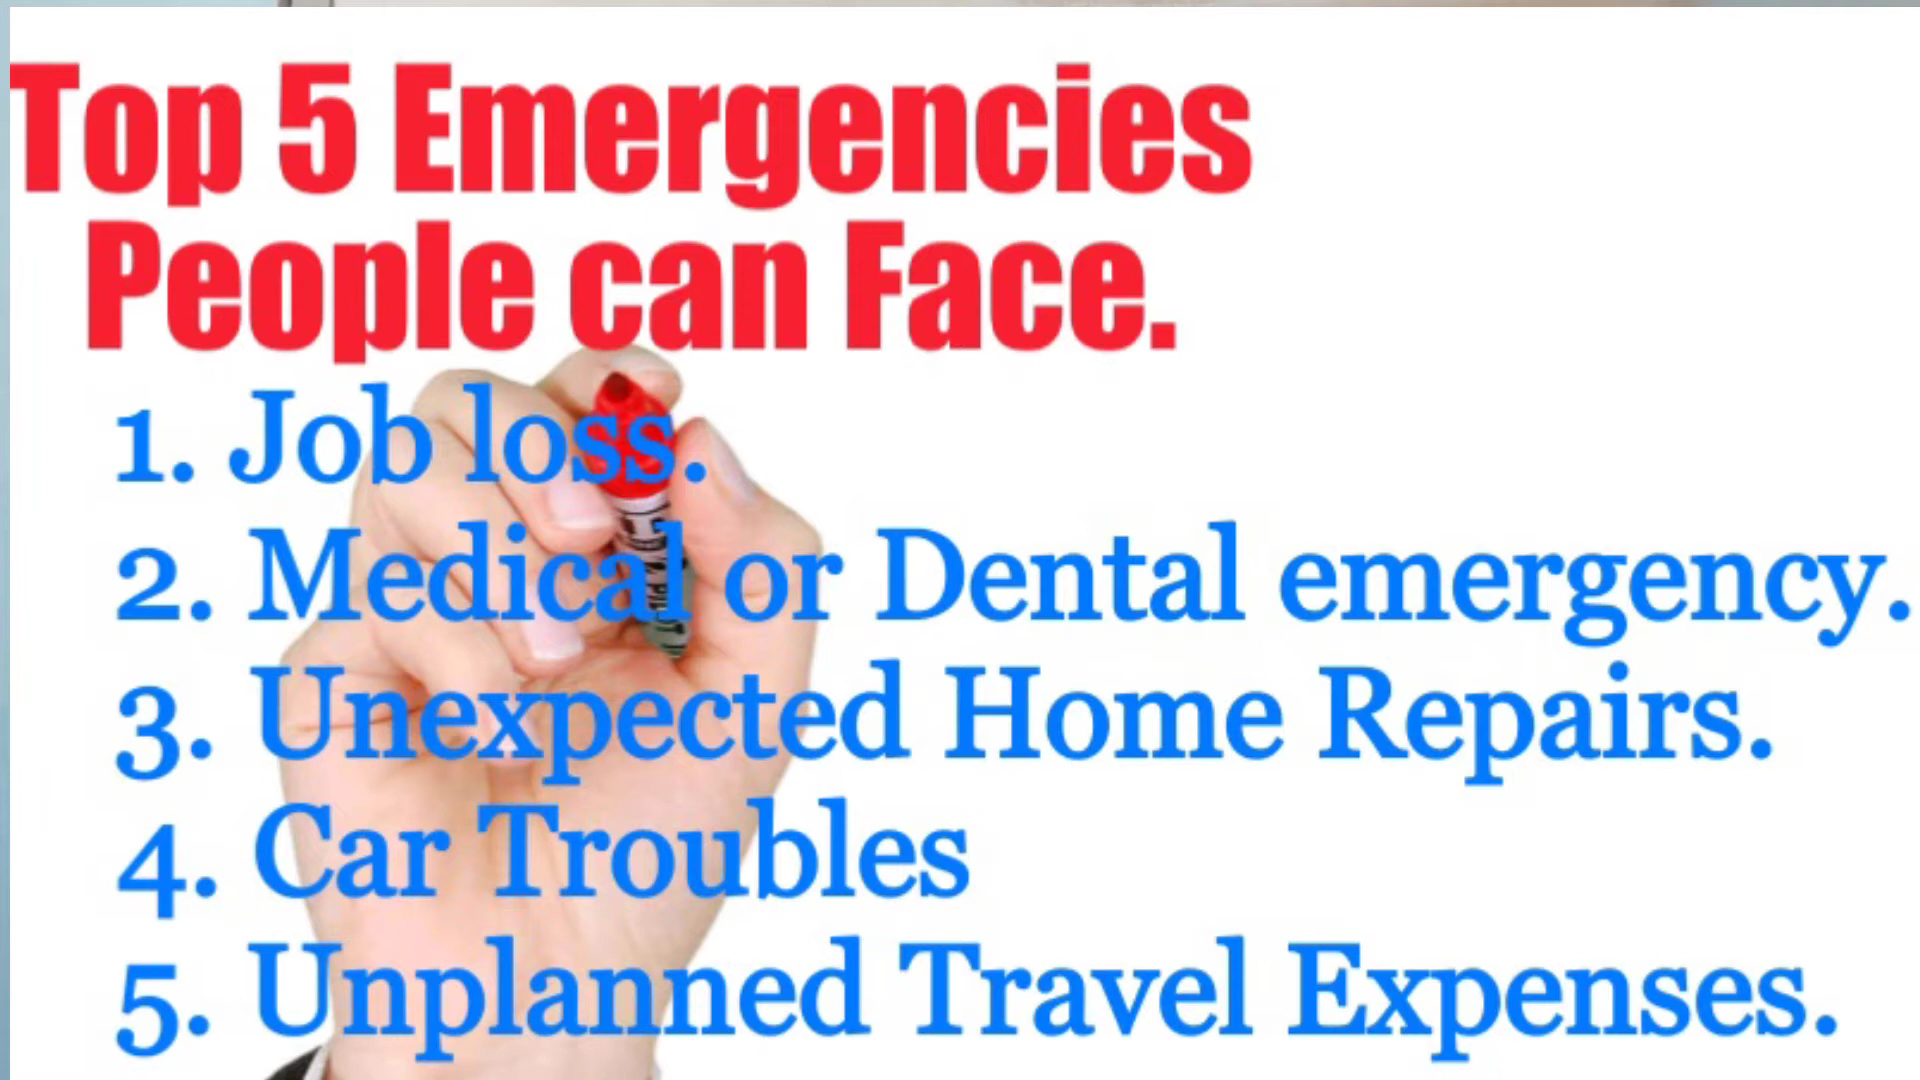 Top 5 Emergencies
People can Face.
1. Job loss.
2. Medical or Dental emergency.
3. Unexpected Home Repairs.
4. Car Troubles
5. Unplanned Travel Expenses.